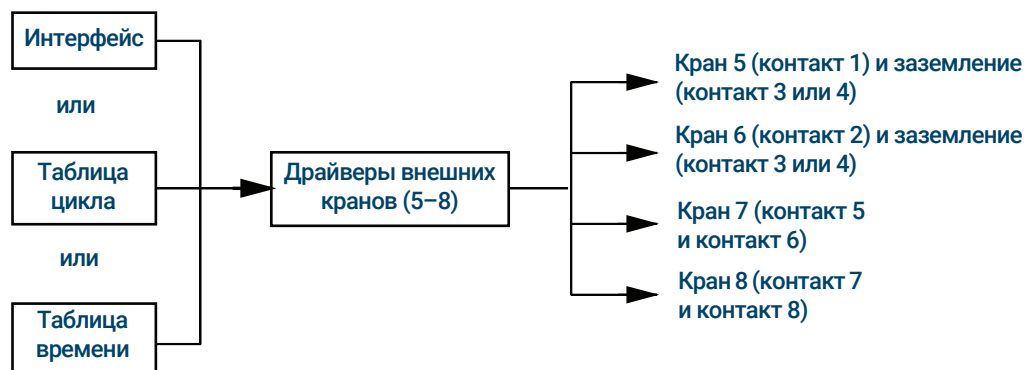 Интерфейс
или
Таблица
цикла
или
Таблица
времени
Драйверы внешних
кранов (5–8)
Кран 5 (контакт 1) и заземление
(контакт 3 или 4)
Кран 6 (контакт 2) и заземление
(контакт 3 или 4)
Кран 7 (контакт 5
и контакт 6)
Кран 8 (контакт 7
и контакт 8)